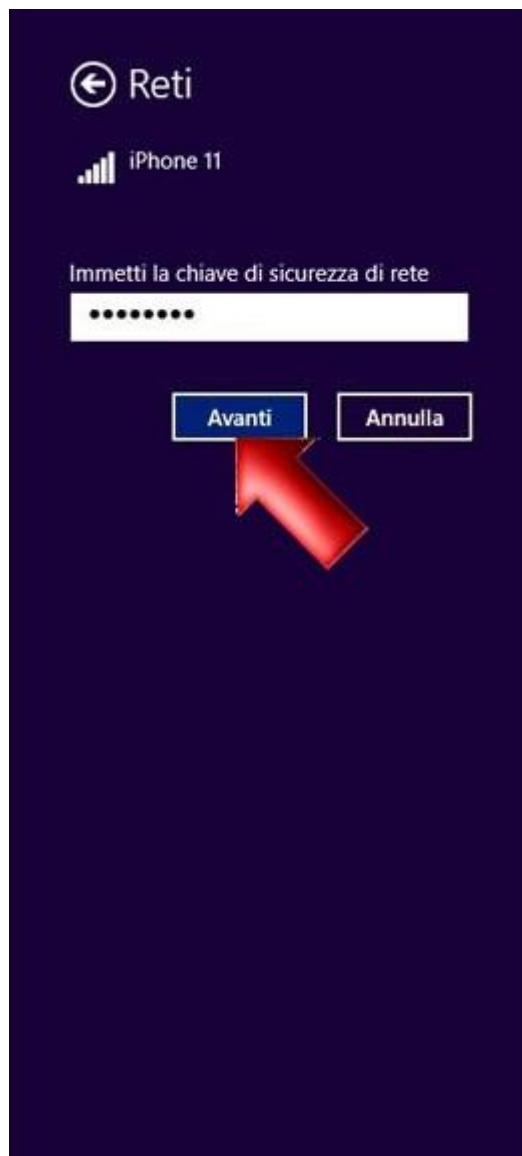 Reti
iPhone 11
Immetti la chiave di sicurezza di rete
••••••••
Avanti Annulla